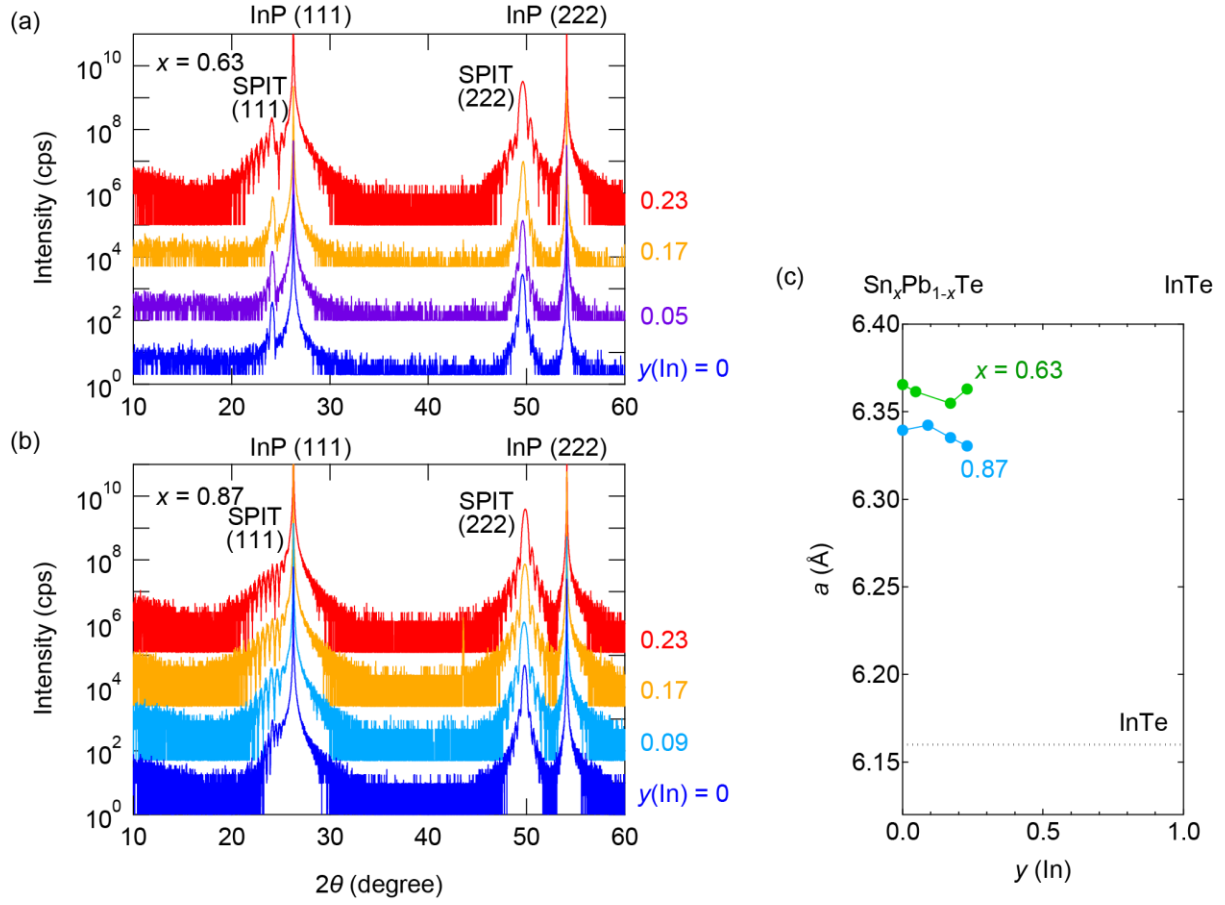 (a)
InP (111)
InP (222)
x = 0.63
SPIT
(111)
SPIT
(222)
10^10
10^8
10^6
10^4
10^2
10^0
Intensity (cps)
0.23
0.17
0.05
y(In) = 0
10 20 30 40 50 60
(b)
InP (111)
InP (222)
x = 0.87
SPIT
(111)
SPIT
(222)
10^10
10^8
10^6
10^4
10^2
10^0
Intensity (cps)
0.23
0.17
0.09
y(In) = 0
10 20 30 40 50 60
2θ (degree)
(c)
Sn_xPb_{1-x}Te
InTe
6.40
6.35
6.30
6.25
6.20
6.15
a (Å)
x = 0.63
0.87
InTe
0.0 0.5 1.0
y (In)